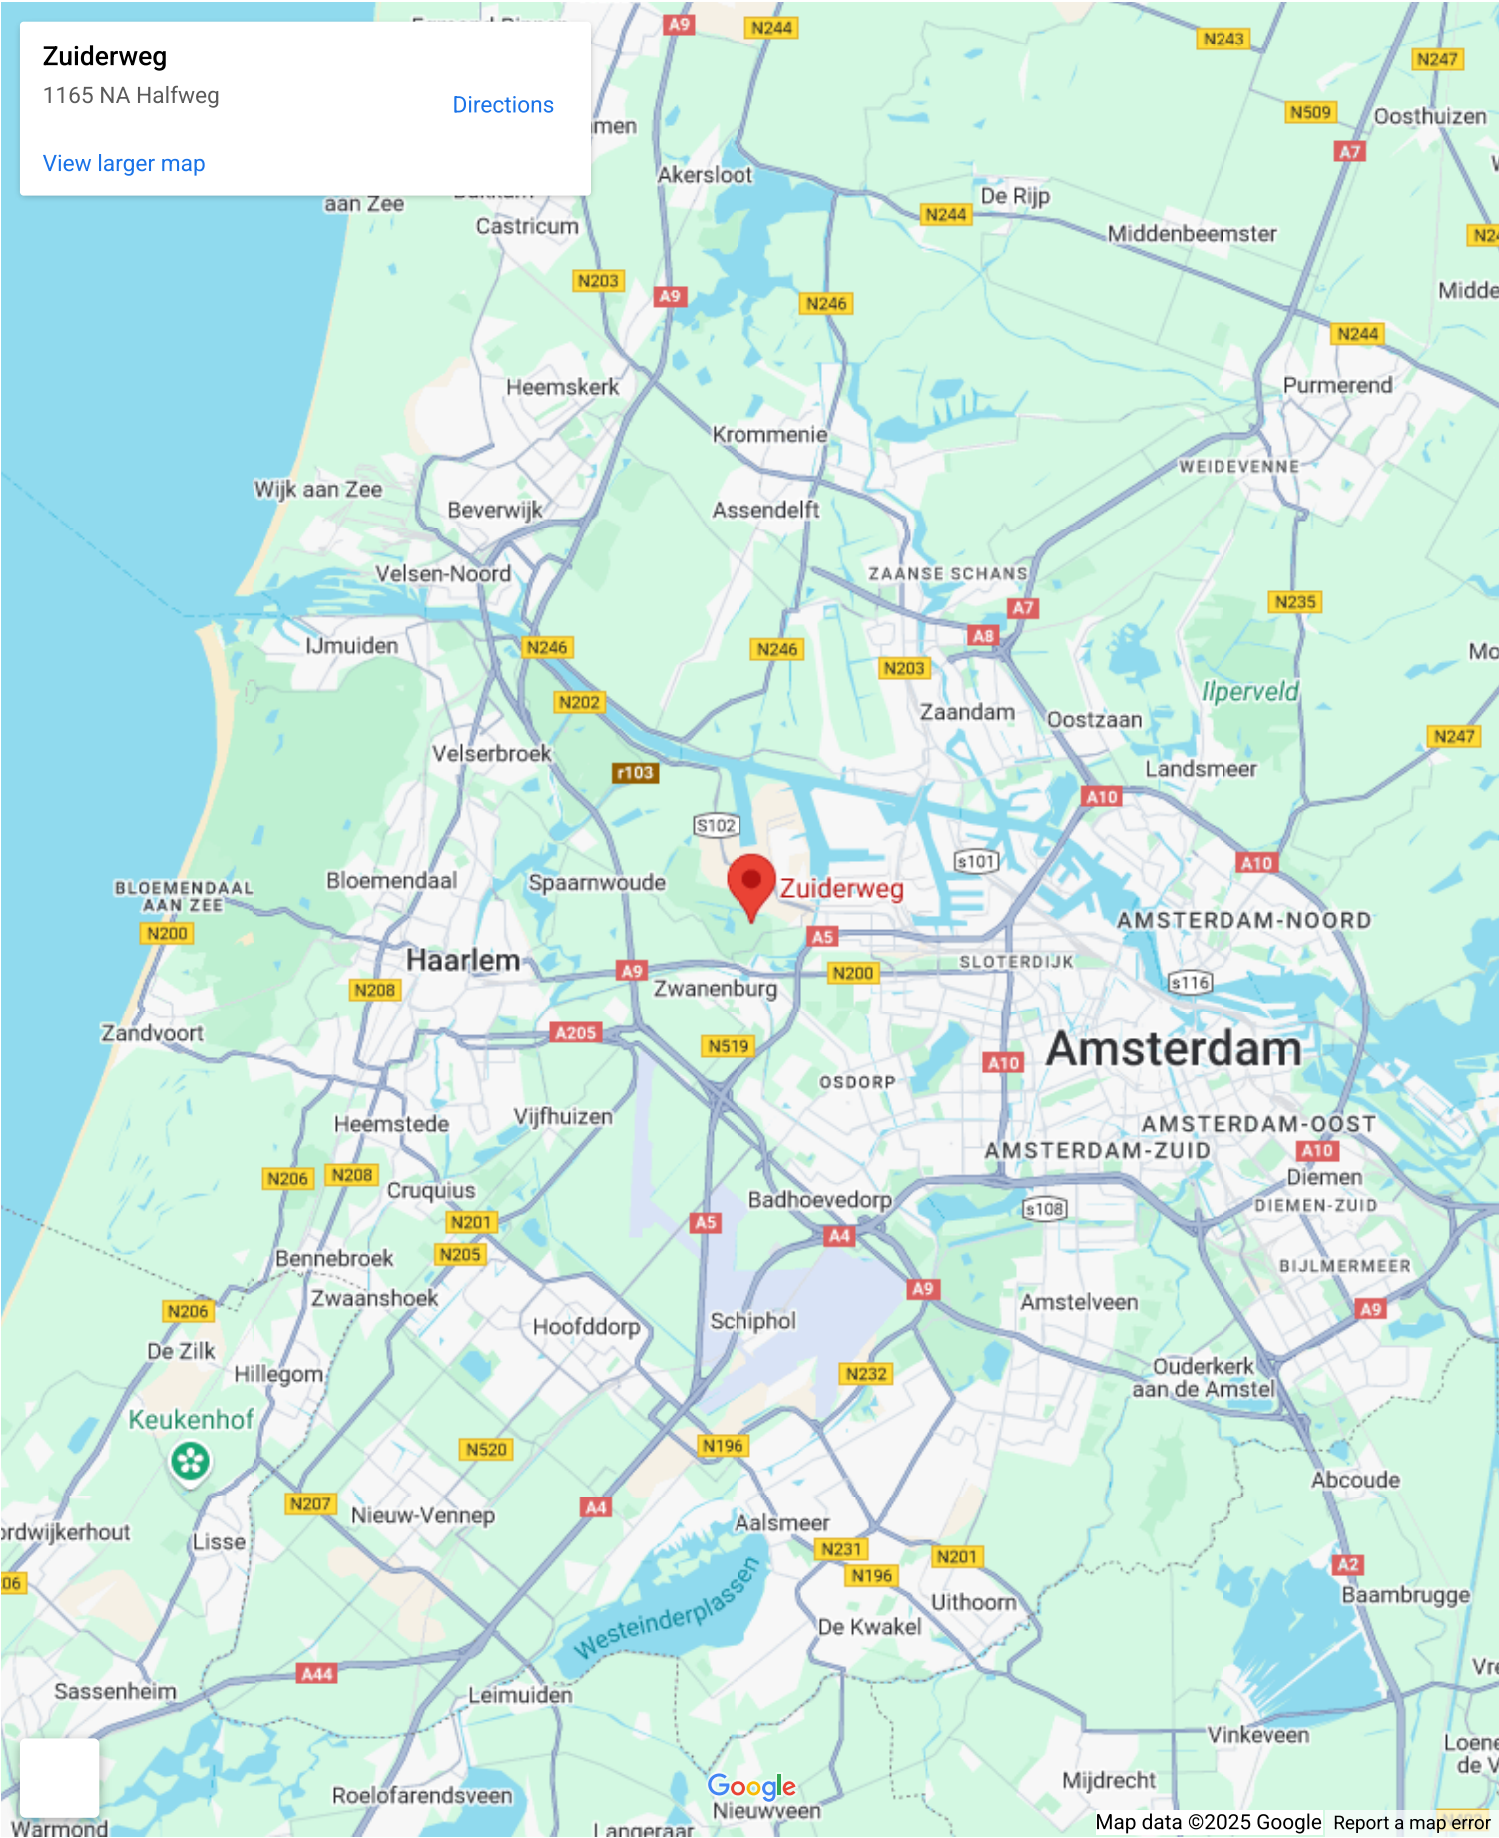 Zuiderweg
1165 NA Halfweg
Directions
View larger map
A9
N244
N243
N247
N509
Oosthuizen
A7
Akersloot
aan Zee
De Rijp
N244
Castricum
Middenbeemster
N203
A9
N246
N244
Heemskerk
Purmerend
Krommenie
WEIDEVENNE
Wijk aan Zee
Beverwijk
Assendelft
Velsen-Noord
ZAANSE SCHANS
N235
A7
A8
IJmuiden
N246
N246
N203
Ilperveld
N202
Zaandam
Oostzaan
N247
Velserbroek
r103
Landsmeer
A10
S102
s101
A10
BLOEMENDAAL
AAN ZEE
Bloemendaal
Spaarnwoude
Zuiderweg
AMSTERDAM-NOORD
N200
A5
Haarlem
A9
N200
SLOTERDIJK
N208
Zwanenburg
s116
Zandvoort
A205
N519
Amsterdam
A10
OSDORP
Heemstede
Vijfhuizen
AMSTERDAM-OOST
AMSTERDAM-ZUID
A10
N206
N208
Diemen
Cruquius
Badhoevedorp
DIEMEN-ZUID
s108
N201
A5
A4
N205
Bennebroek
BIJLMERMEER
A9
Zwaanshoek
N206
Amstelveen
A9
Schiphol
Hoofddorp
De Zilk
Hillegom
N232
Ouderkerk
aan de Amstel
Keukenhof
N196
N520
Abcoude
N207
A4
Nieuw-Vennep
Aalsmeer
Lisse
N231
N201
A2
N196
Baambrugge
Westeinderplassen
Uithoorn
De Kwakel
A44
Sassenheim
Leimuiden
Vinkeveen
Mijdrecht
Google
Roelofarendsveen
Nieuwveen
Map data ©2025 Google
Report a map error
Warmond
Langeraar